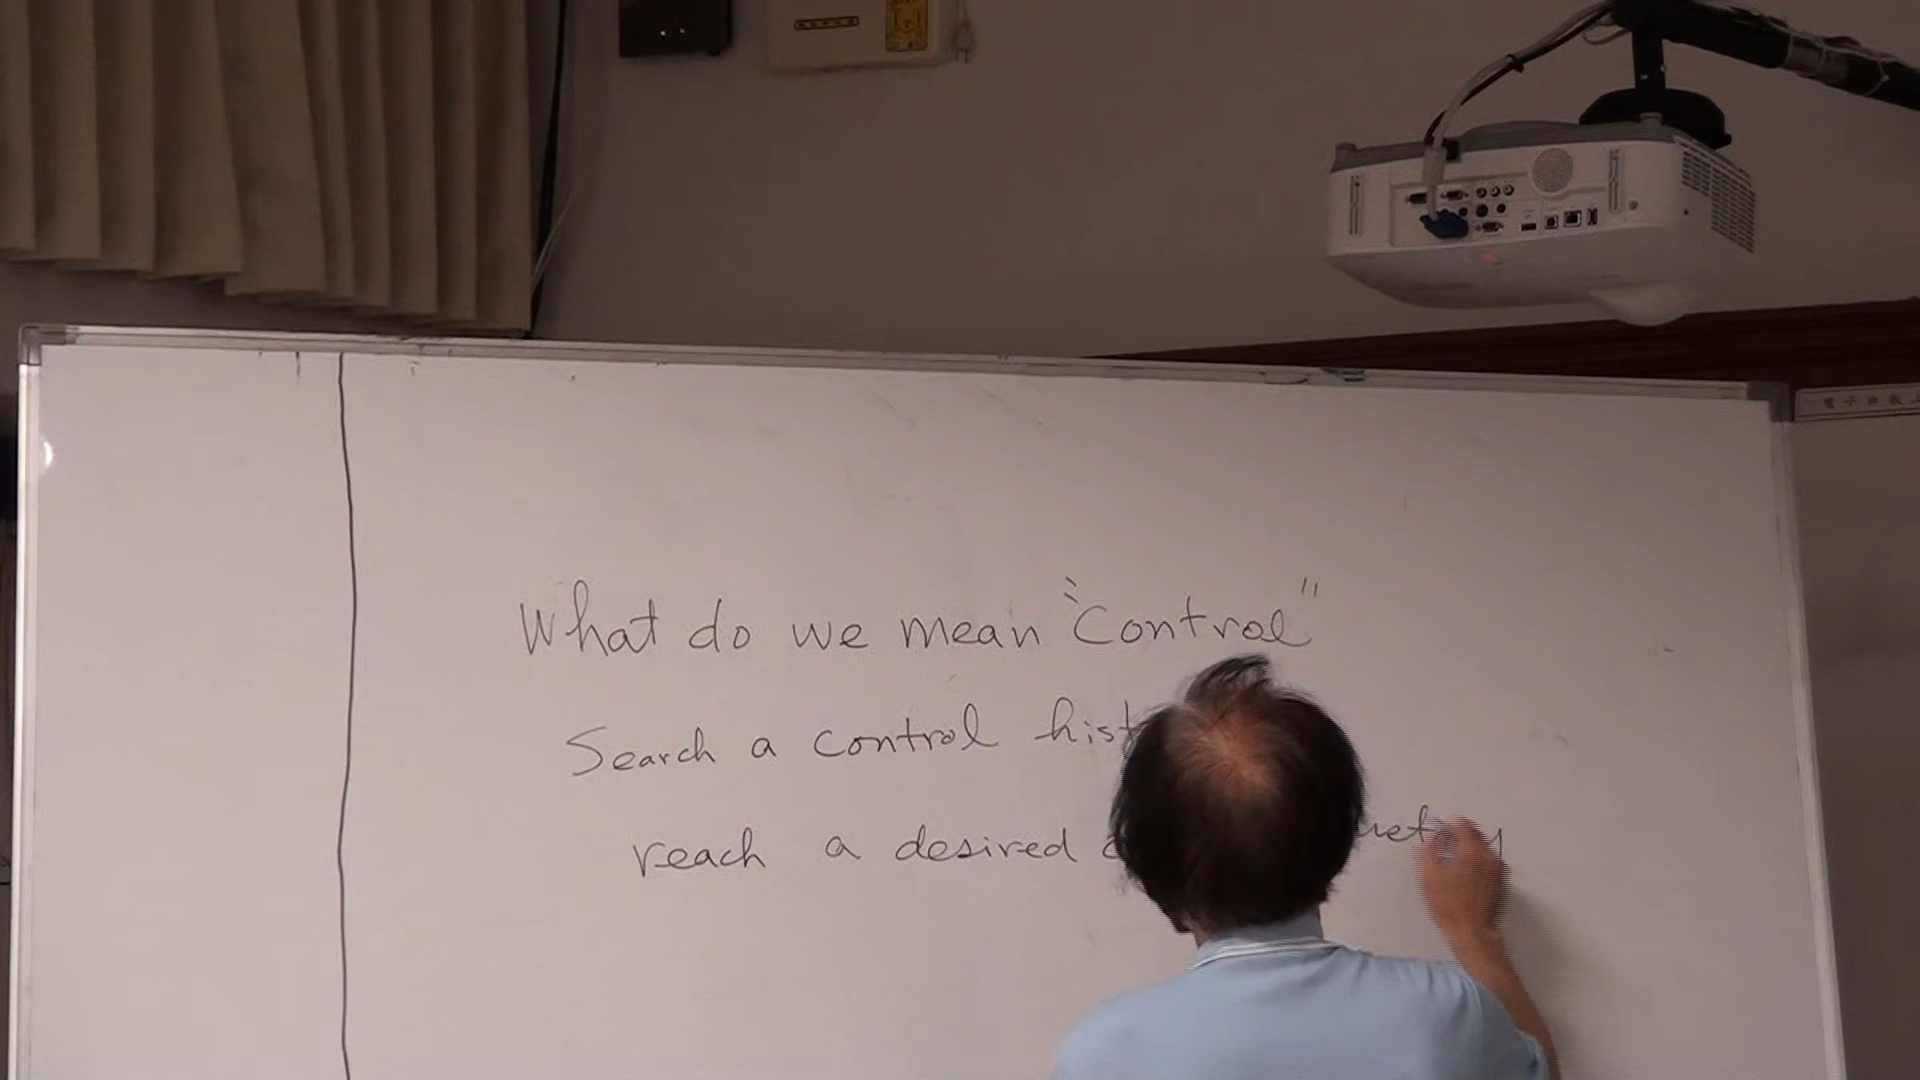 What do we mean "Control"
Search a control hist
reach a desired